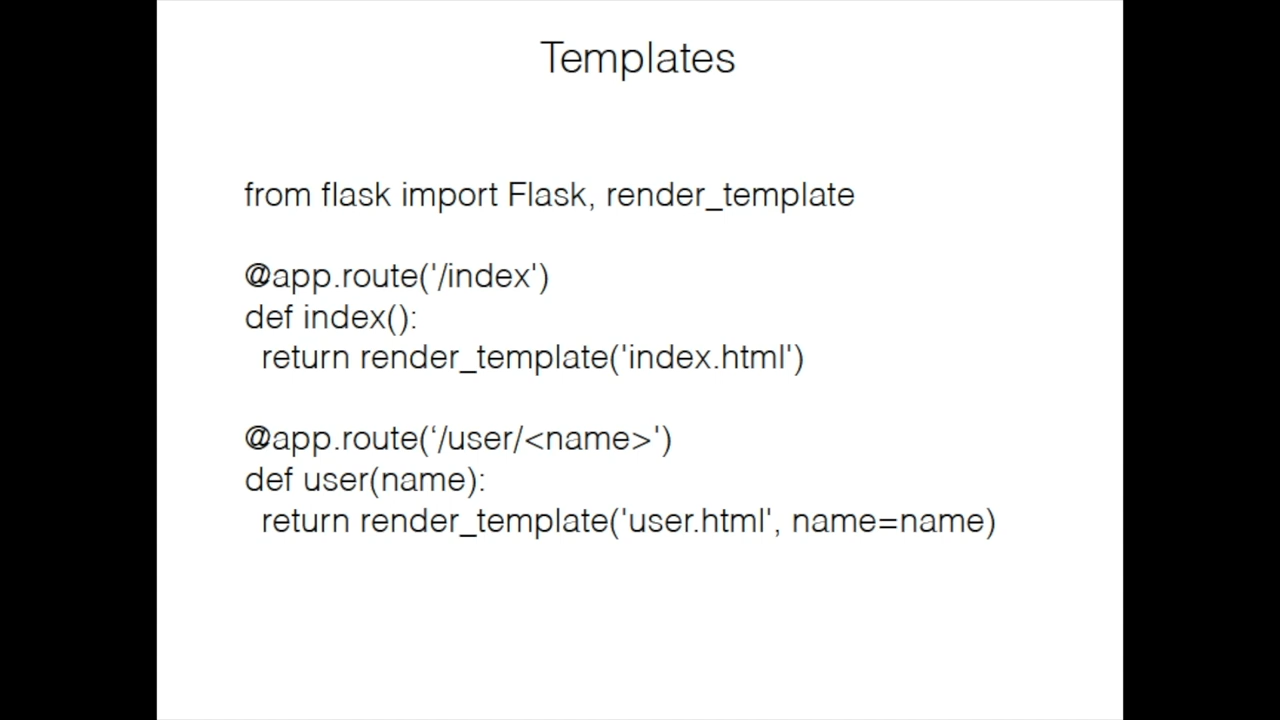 Templates
from flask import Flask, render_template
@app.route('/index')
def index():
return render_template('index.html')
@app.route(‘/user/<name>')
def user(name):
return render_template('user.html', name=name)